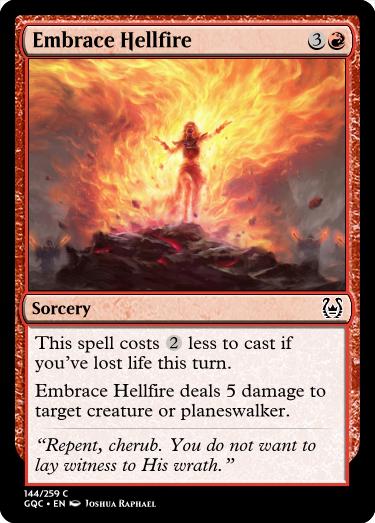 Embrace Hellfire 3
Sorcery
This spell costs 2 less to cast if
you've lost life this turn.
Embrace Hellfire deals 5 damage to
target creature or planeswalker.
“Repent, cherub. You do not want to
lay witness to His wrath.”
144/259 C
GQC • EN Joshua Raphael